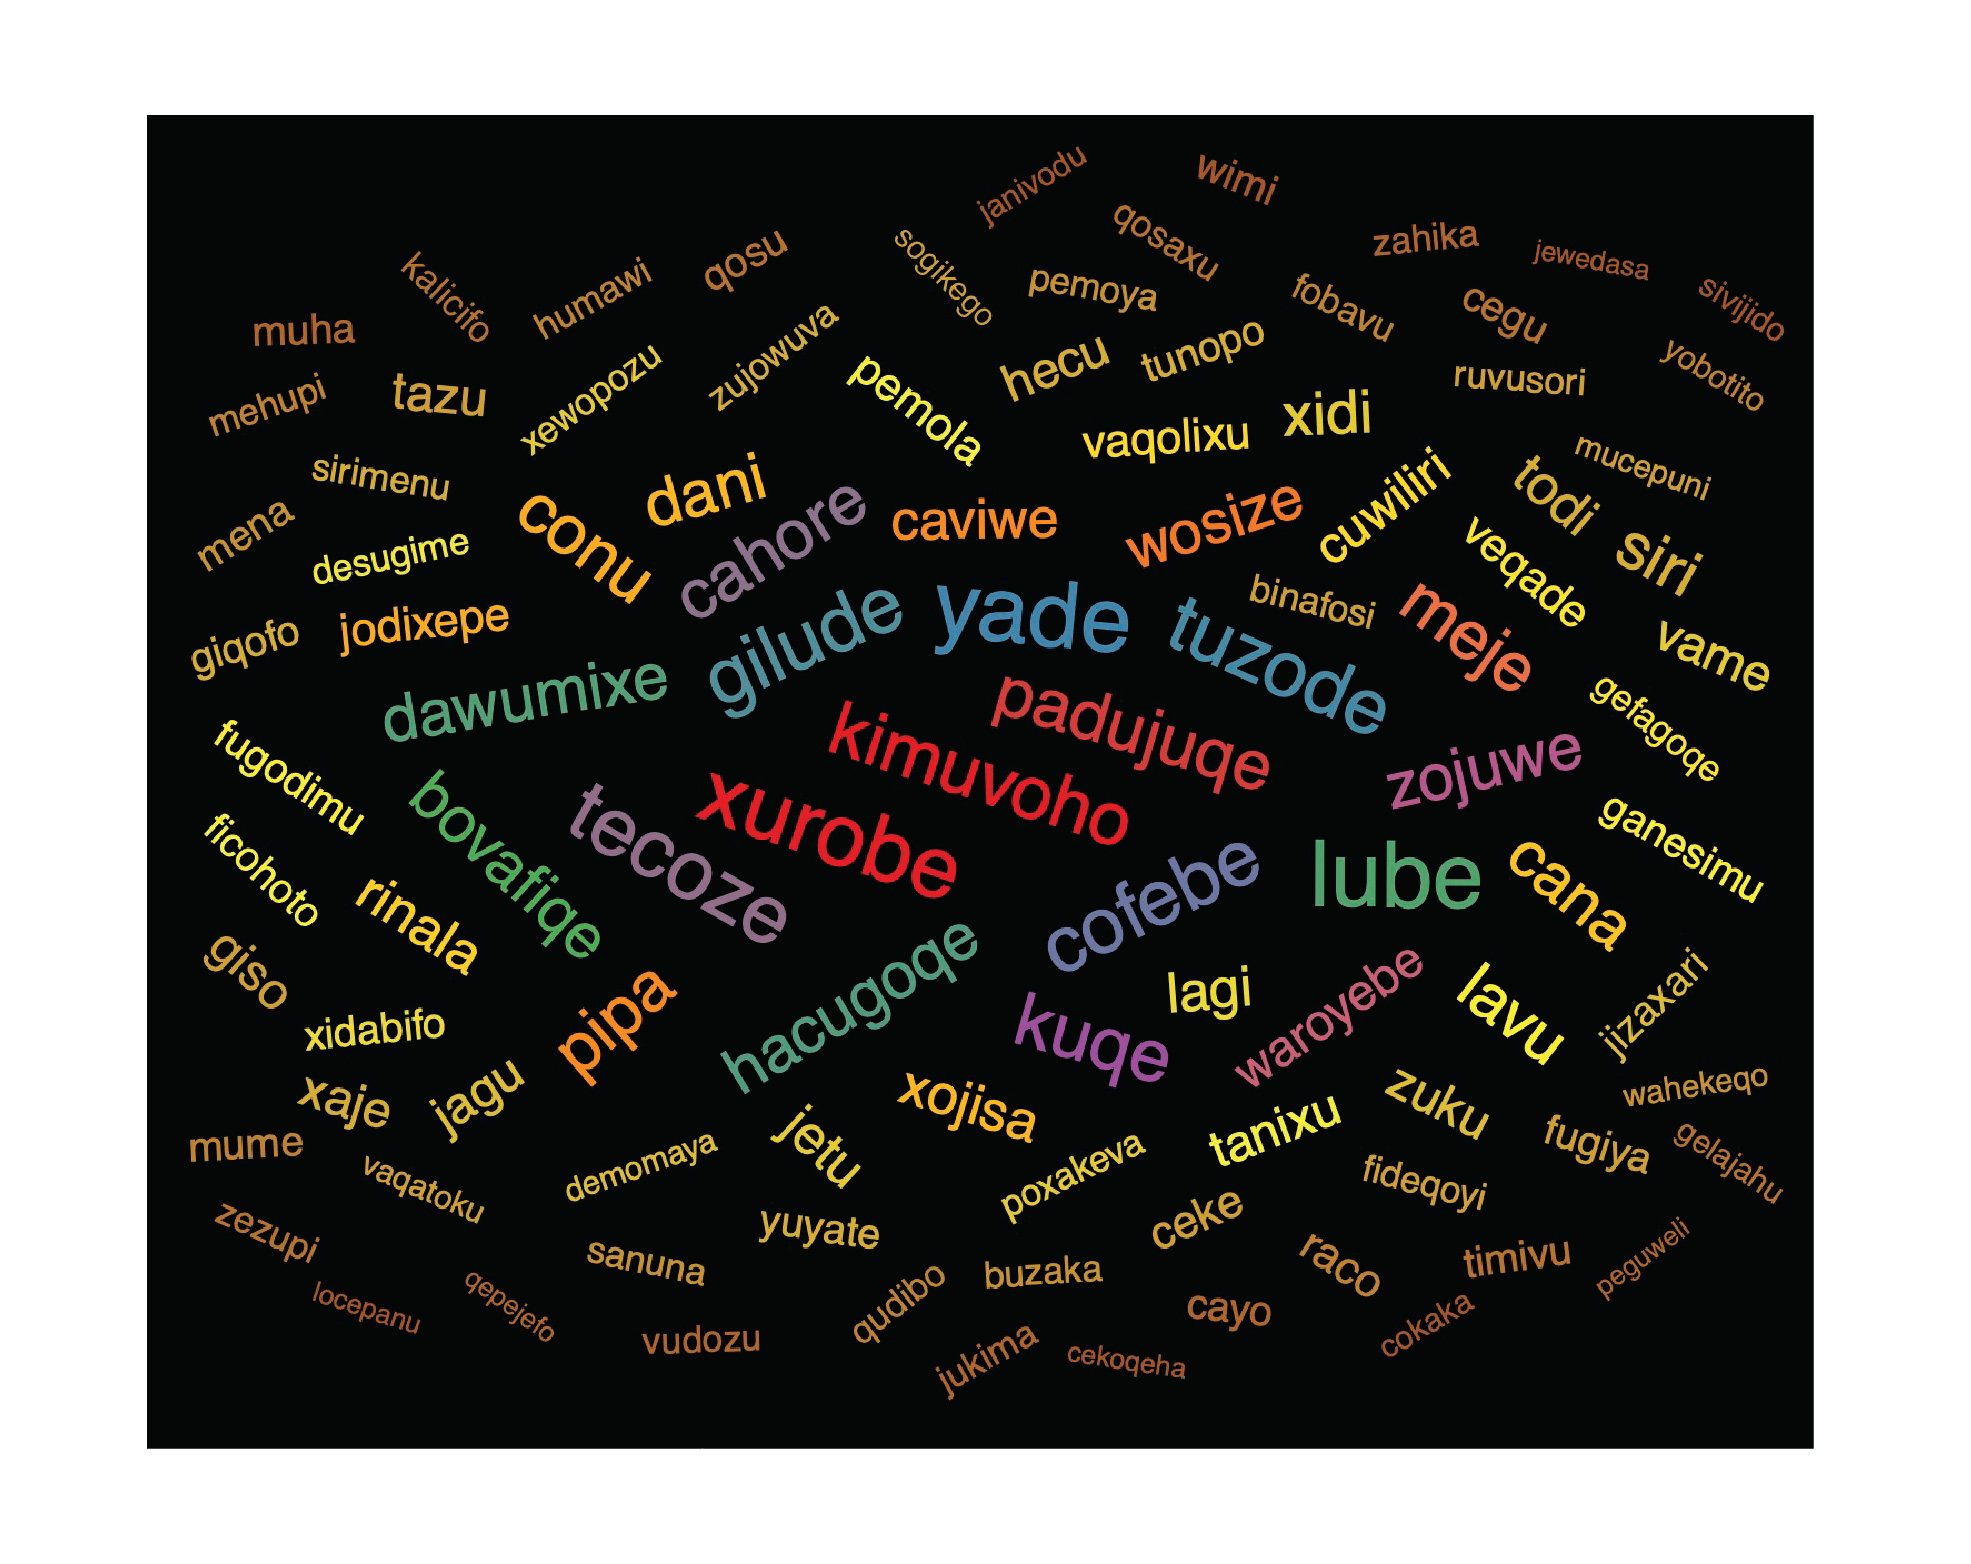 janivodu
wimi
qosaxu
zahika
jewedasa
sivijido
kalicifo
humawi
qosu
sogikego
pemoya
fobavu
cegu
muha
zujowuva
hecu
tunopo
ruvusori
yobotito
mehupi
tazu
xewopozu
pemola
vaqolixu
xidi
mucepuni
sirimenu
dani
conu
cahore
caviwe
wosize
cuwiliri
todi
siri
mena
desugime
veqade
binafosi
meje
vame
giqofo
jodixepe
gilude
yade
tuzode
dawumixe
padujuqe
gefagoqe
fugodimu
kimuvoho
zojuwe
bovafiqe
tecoze
xurobe
ganesimu
ficohoto
rinala
cofebe
lube
cana
giso
xidabifo
pipa
hacugoqe
kuqe
lagi
waroyebe
lavu
jizaxari
xaje
jagu
xojisa
zuku
wahekeqo
mume
jetu
tanixu
fugiya
gelajahu
vaqatoku
demomaya
poxakeva
fideqoyi
zezupi
yuyate
ceke
sanuna
buzaka
raco
timivu
peguweli
locepanu
qepejefo
qudibo
cayo
cokaka
vudozu
jukima
cekoqeha